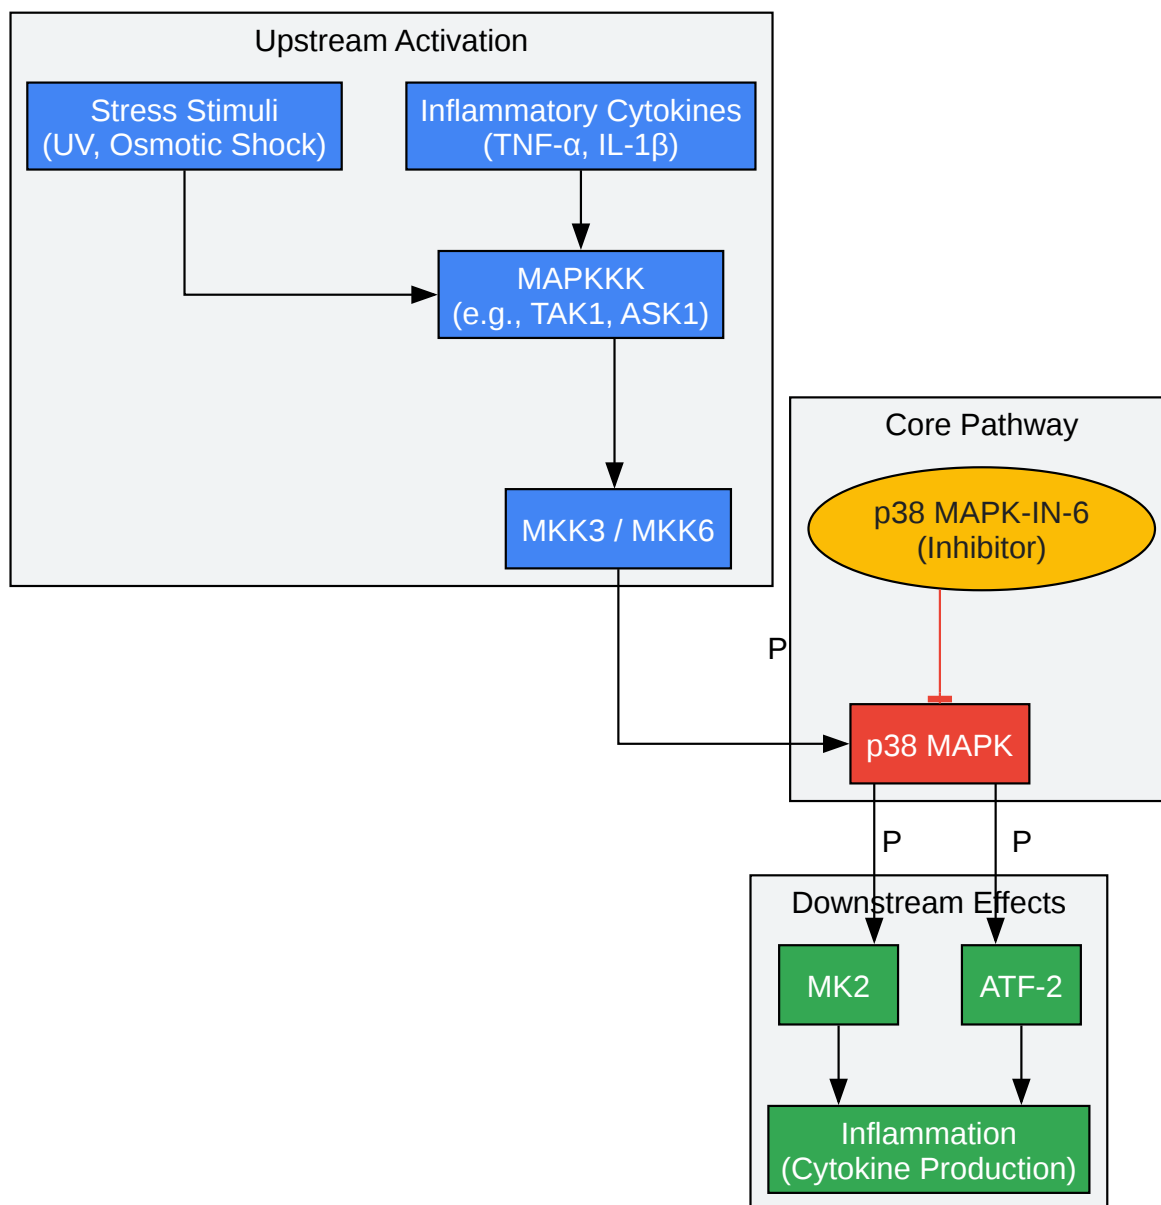 Upstream Activation
Stress Stimuli
(UV, Osmotic Shock)
Inflammatory Cytokines
(TNF-α, IL-1β)
MAPKKK
(e.g., TAK1, ASK1)
MKK3 / MKK6
Core Pathway
p38 MAPK-IN-6
(Inhibitor)
P
p38 MAPK
P
P
Downstream Effects
MK2
ATF-2
Inflammation
(Cytokine Production)